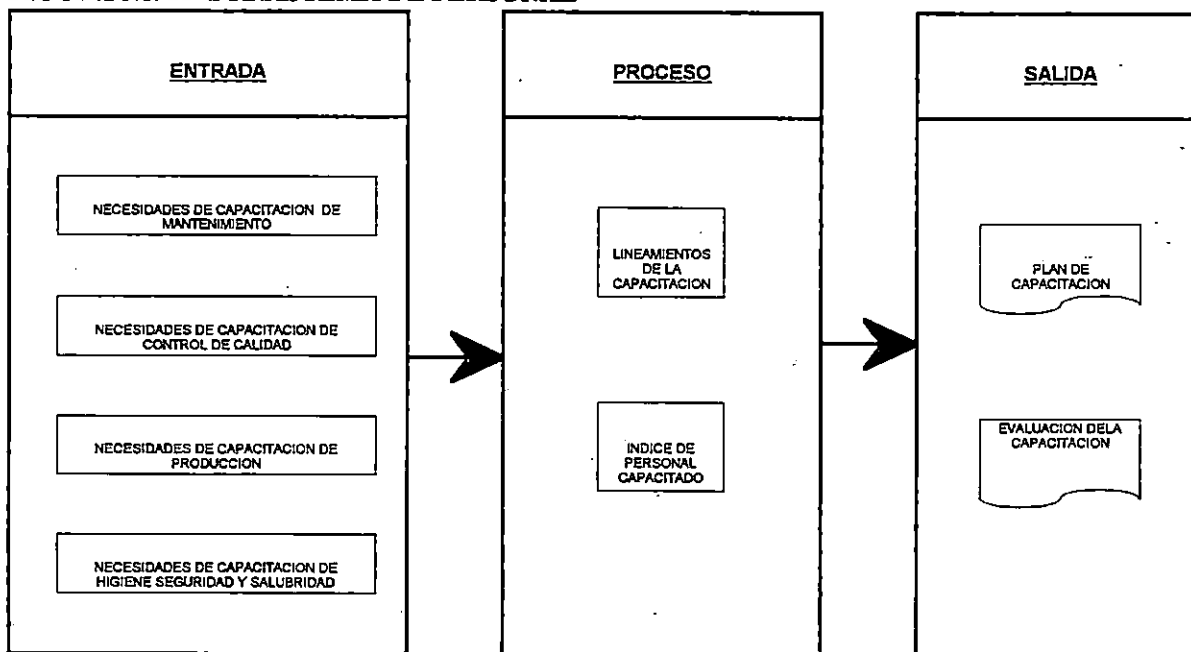 ENTRADA
NECESIDADES DE CAPACITACION DE
MANTENIMIENTO
NECESIDADES DE CAPACITACION DE
CONTROL DE CALIDAD
NECESIDADES DE CAPACITACION DE
PRODUCCION
NECESIDADES DE CAPACITACION DE
HIGIENE SEGURIDAD Y SALUBRIDAD
PROCESO
LINEAMIENTOS
DE LA
CAPACITACION
INDICE DE
PERSONAL
CAPACITADO
SALIDA
PLAN DE
CAPACITACION
EVALUACION DELA
CAPACITACION